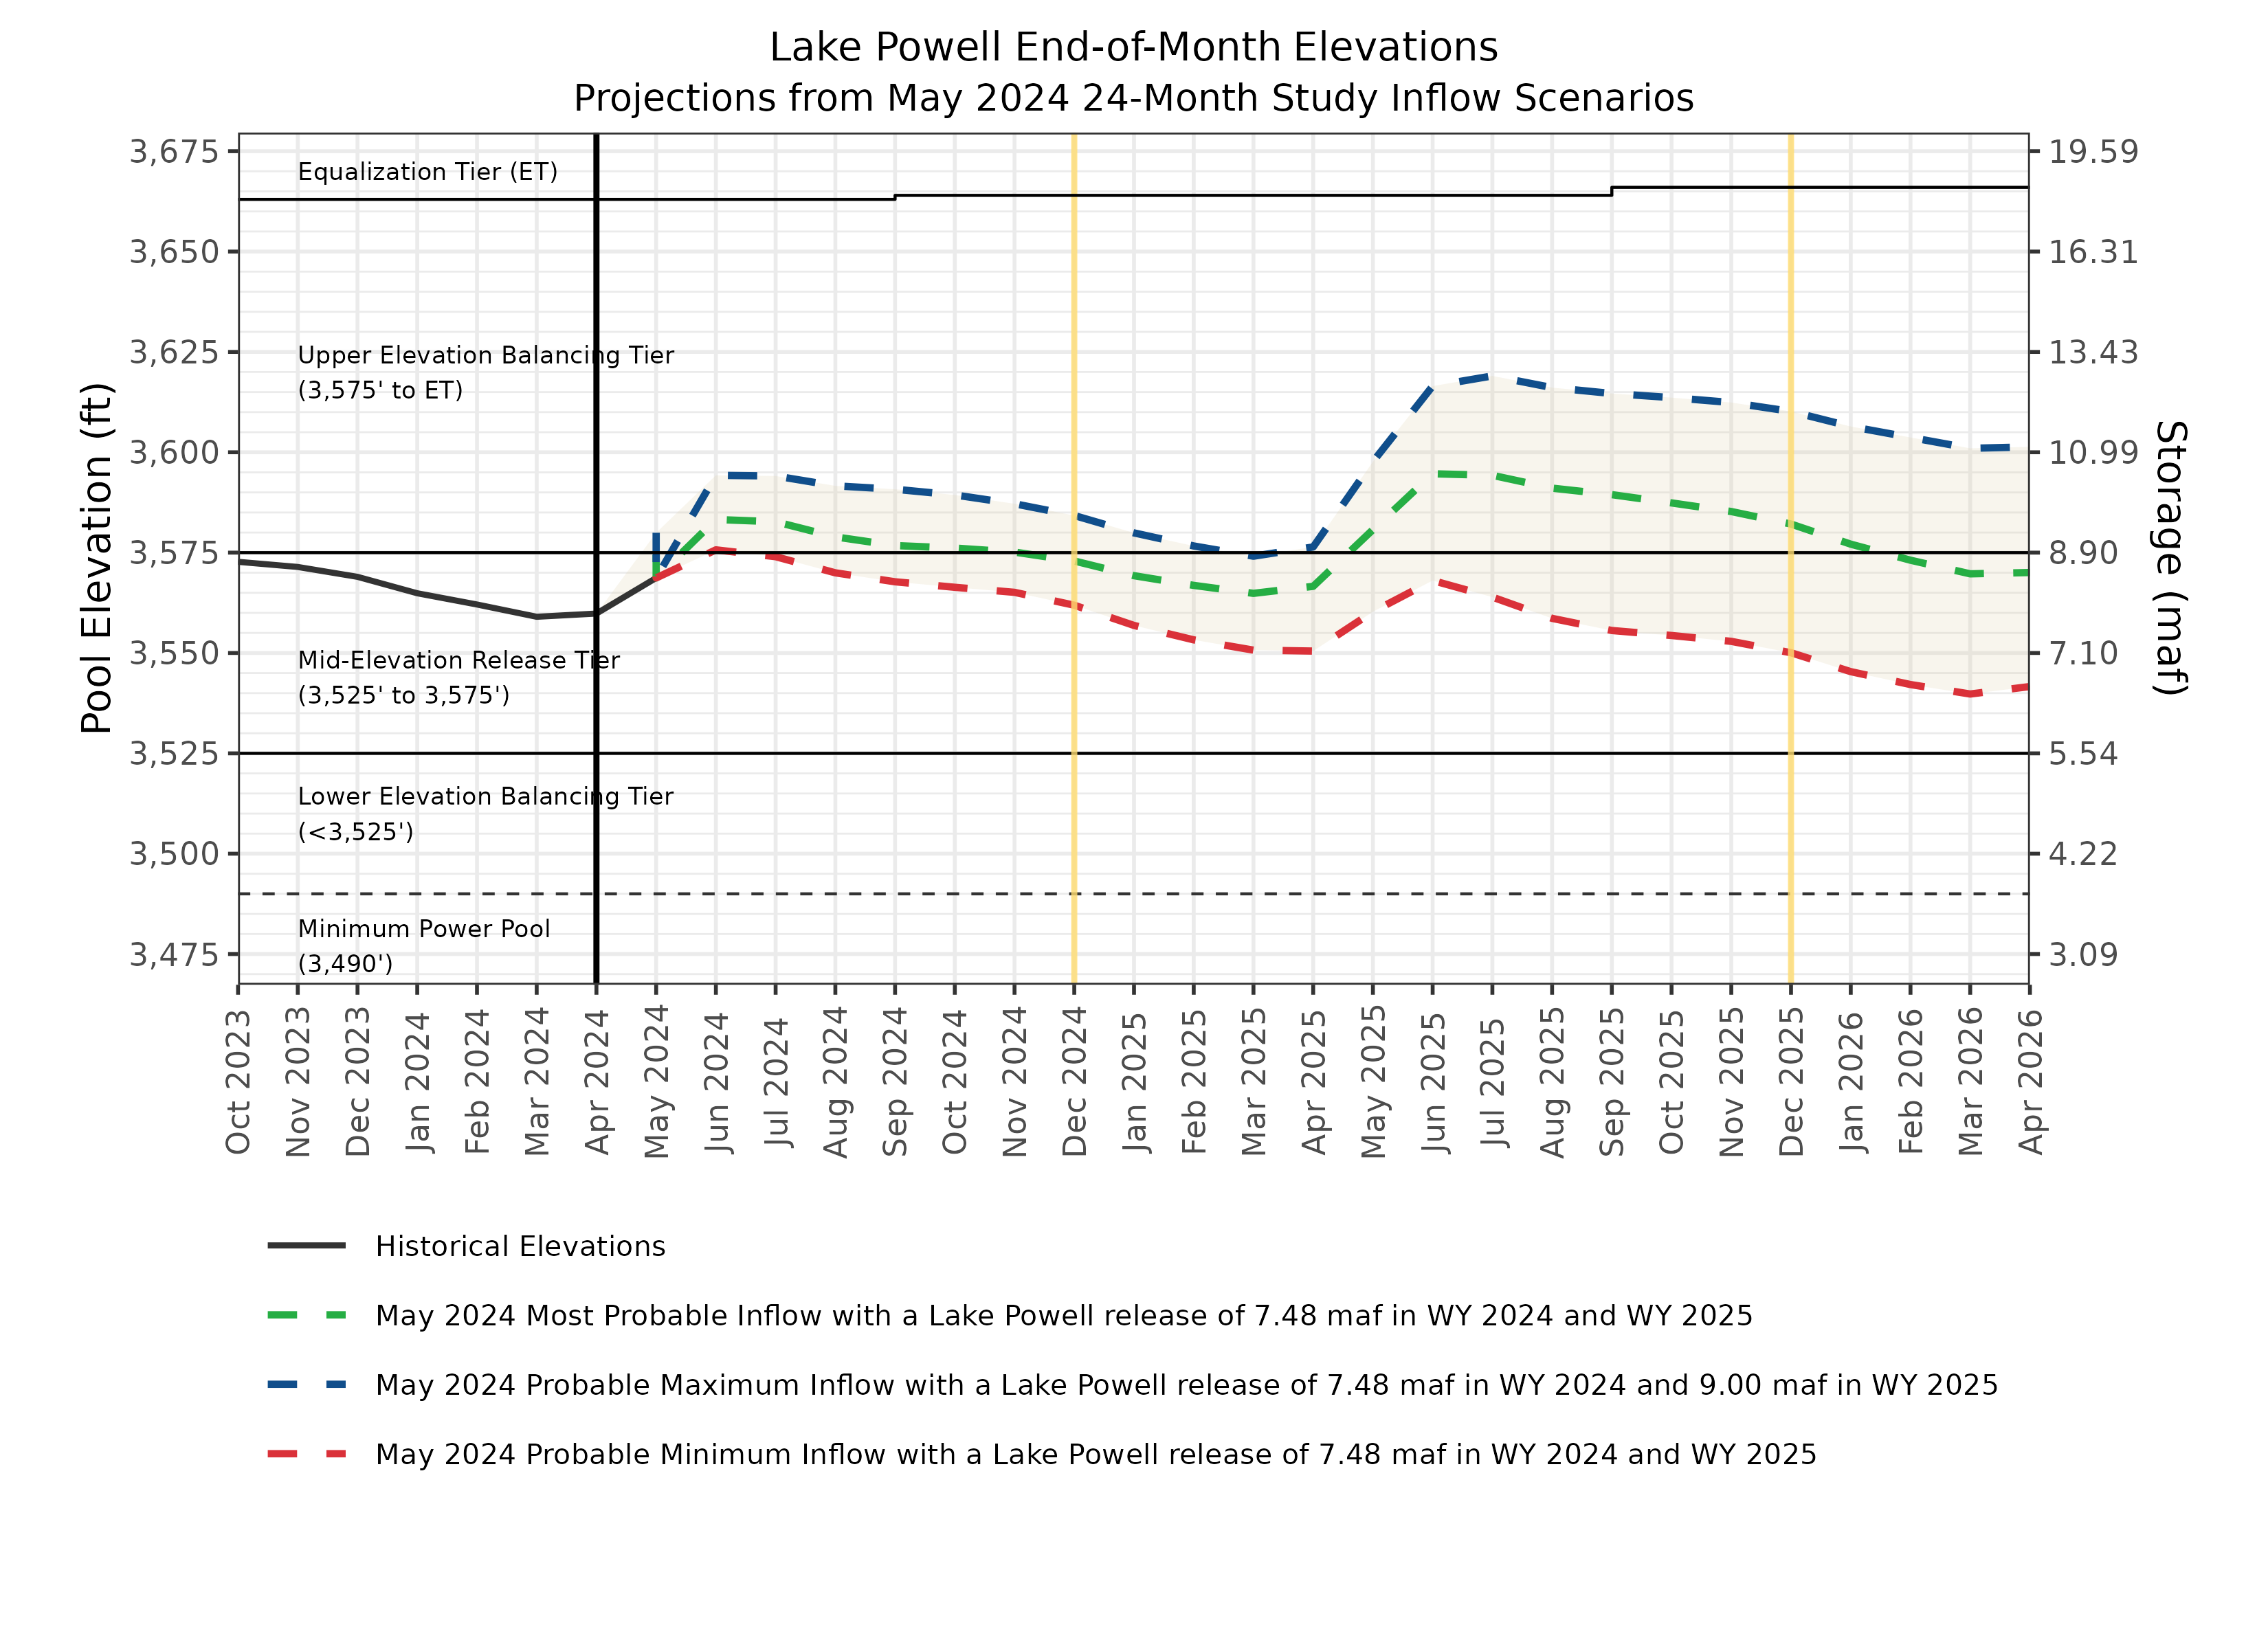 Lake Powell End-of-Month Elevations
Projections from May 2024 24-Month Study Inflow Scenarios
Pool Elevation (ft)
3,675
3,650
3,625
3,600
3,575
3,550
3,525
3,500
3,475
Equalization Tier (ET)
Upper Elevation Balancing Tier
(3,575' to ET)
Mid-Elevation Release Tier
(3,525' to 3,575')
Lower Elevation Balancing Tier
(<3,525')
Minimum Power Pool
(3,490')
19.59
16.31
13.43
10.99
8.90
7.10
5.54
4.22
3.09
Storage (maf)
Oct 2023
Nov 2023
Dec 2023
Jan 2024
Feb 2024
Mar 2024
Apr 2024
May 2024
Jun 2024
Jul 2024
Aug 2024
Sep 2024
Oct 2024
Nov 2024
Dec 2024
Jan 2025
Feb 2025
Mar 2025
Apr 2025
May 2025
Jun 2025
Jul 2025
Aug 2025
Sep 2025
Oct 2025
Nov 2025
Dec 2025
Jan 2026
Feb 2026
Mar 2026
Apr 2026
Historical Elevations
May 2024 Most Probable Inflow with a Lake Powell release of 7.48 maf in WY 2024 and WY 2025
May 2024 Probable Maximum Inflow with a Lake Powell release of 7.48 maf in WY 2024 and 9.00 maf in WY 2025
May 2024 Probable Minimum Inflow with a Lake Powell release of 7.48 maf in WY 2024 and WY 2025